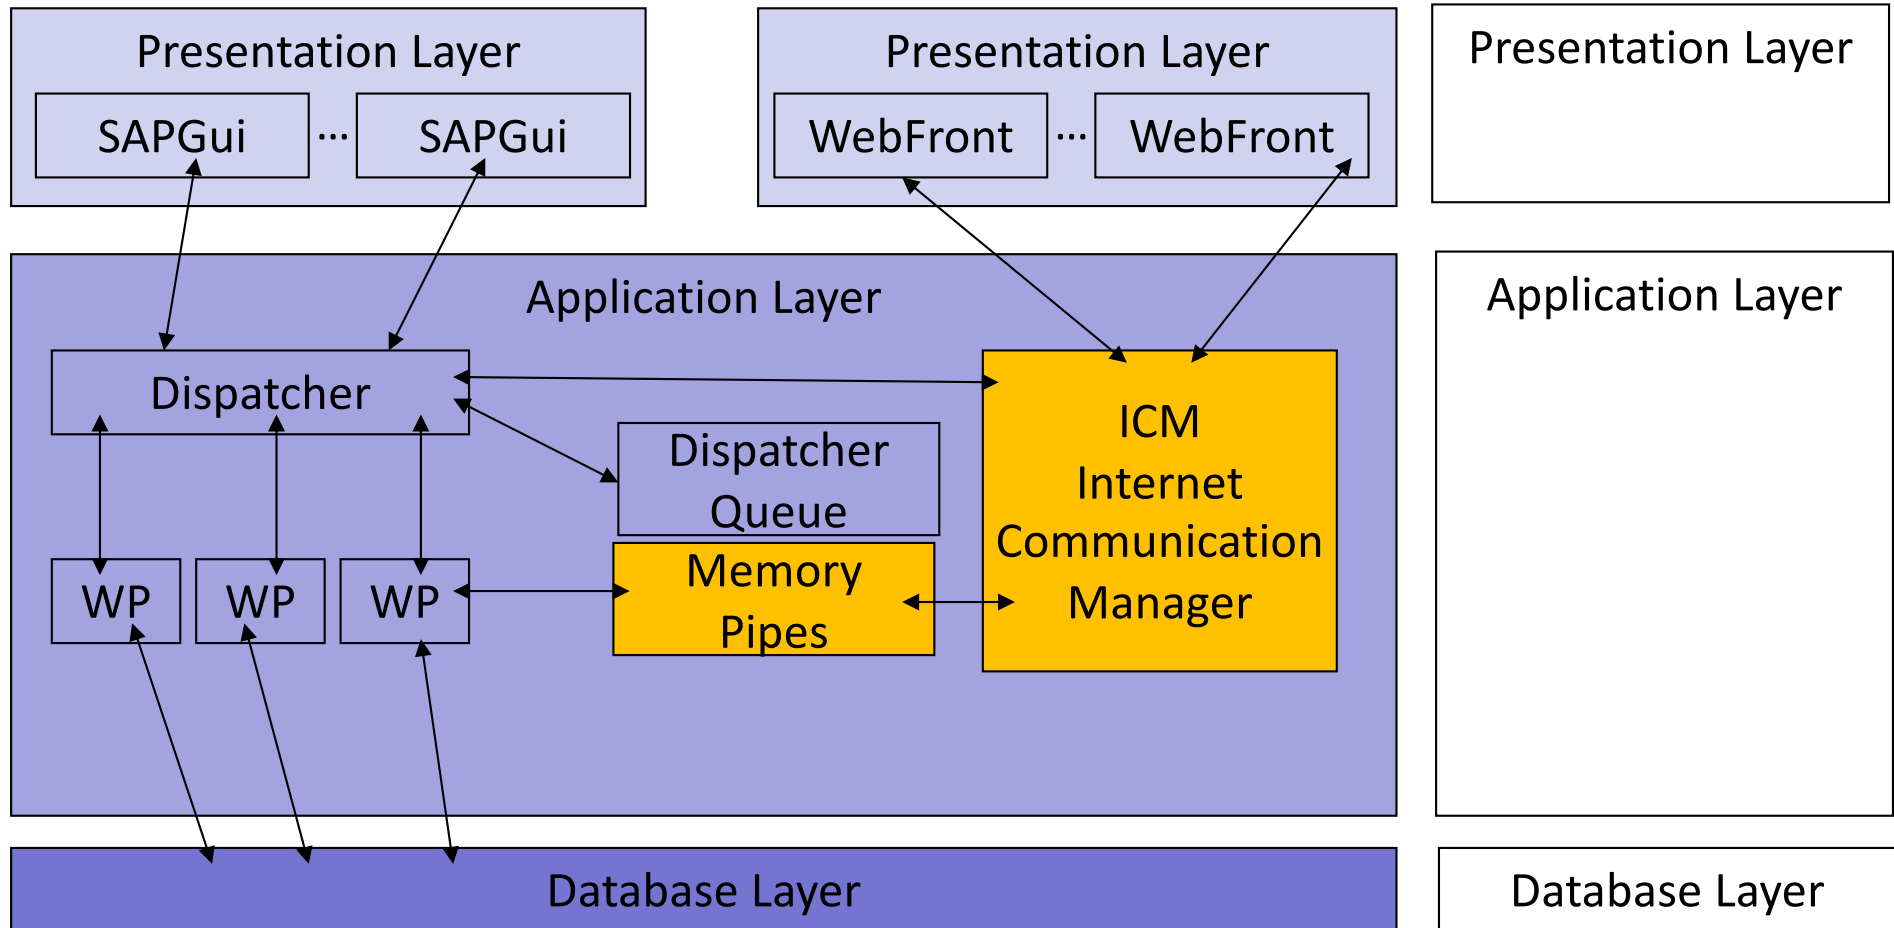 Presentation Layer
SAPGui
...
SAPGui
Presentation Layer
WebFront
...
WebFront
Presentation Layer
Application Layer
Dispatcher
Dispatcher
Queue
Memory
Pipes
ICM
Internet
Communication
Manager
WP
WP
WP
Application Layer
Database Layer
Database Layer